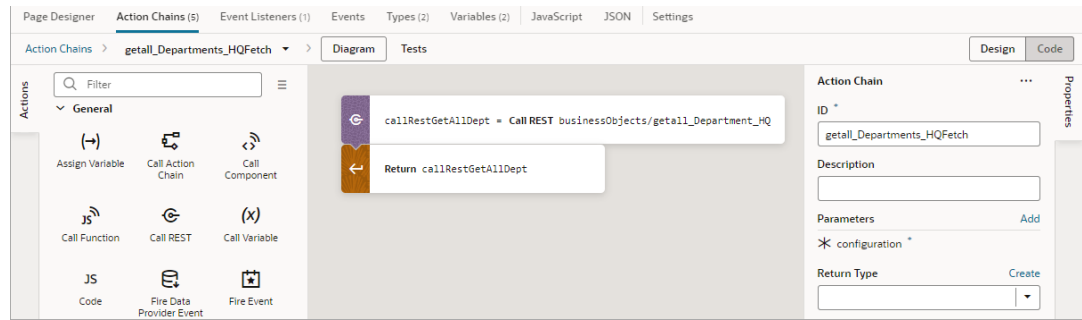 Page Designer Action Chains (5) Event Listeners (1) Events Types (2) Variables (2) JavaScript JSON Settings
Action Chains > getall_Departments_HQFetch > Diagram Tests Design Code
Actions
Filter
General
Assign Variable
Call Action
Chain
Call
Component
JS
Call Function
Call REST
(x)
Call Variable
JS
Code
Fire Data
Provider Event
Fire Event
callRestGetAllDept = Call REST businessObjects/getall_Department_HQ
Return callRestGetAllDept
Action Chain ...
ID *
getall_Departments_HQFetch
Description
Parameters Add
configuration *
Return Type Create
Properties